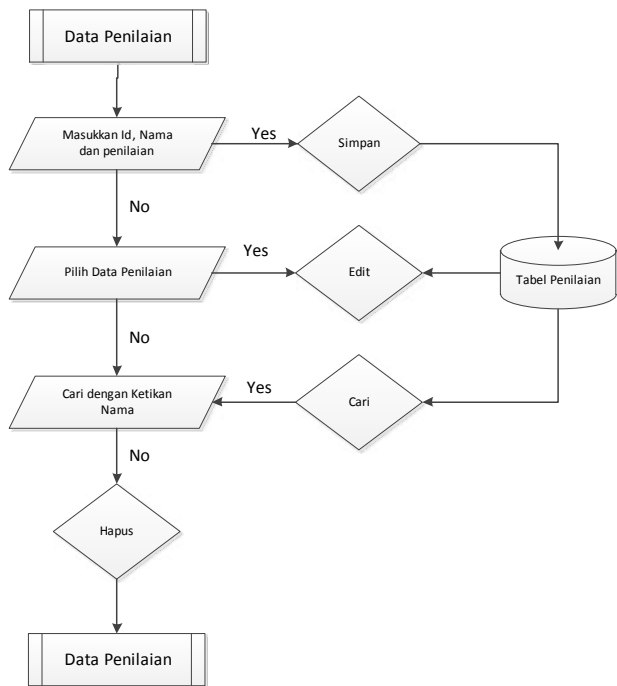 Data Penilaian
Masukkan Id, Nama
dan penilaian
Yes
Simpan
No
Pilih Data Penilaian
Yes
Edit
Tabel Penilaian
No
Cari dengan Ketikan
Nama
Yes
Cari
No
Hapus
Data Penilaian